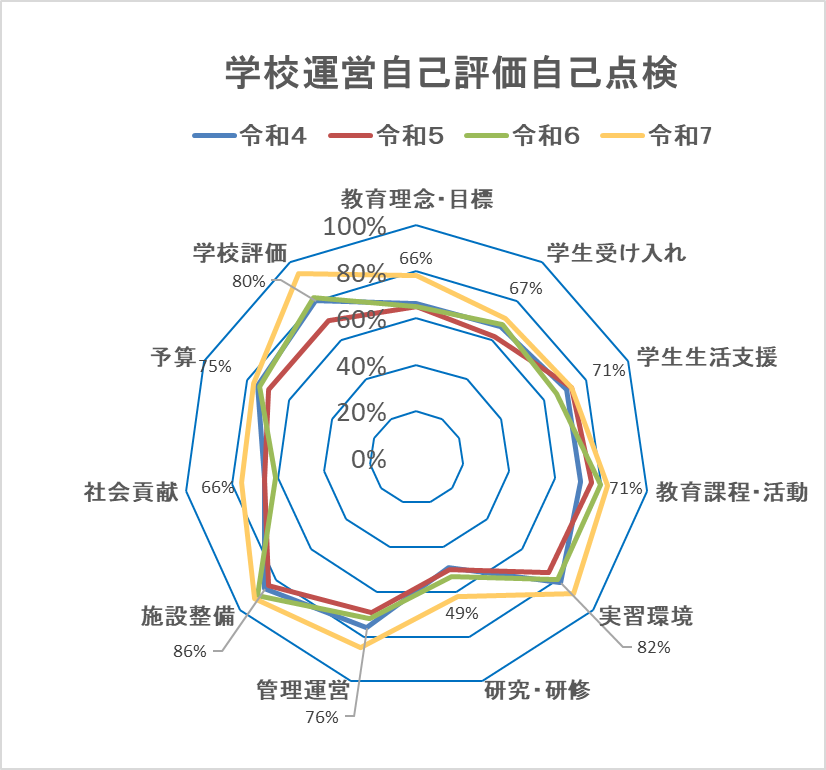 学校運営自己評価自己点検
令和4 令和5 令和6 令和7
教育理念・目標
100%
66%
学校評価
学生受け入れ
80%
80%
67%
60%
予算
75%
学生生活支援
71%
40%
20%
0%
社会貢献
66%
71%
教育課程・活動
施設整備
49%
実習環境
86%
82%
管理運営
研究・研修
76%